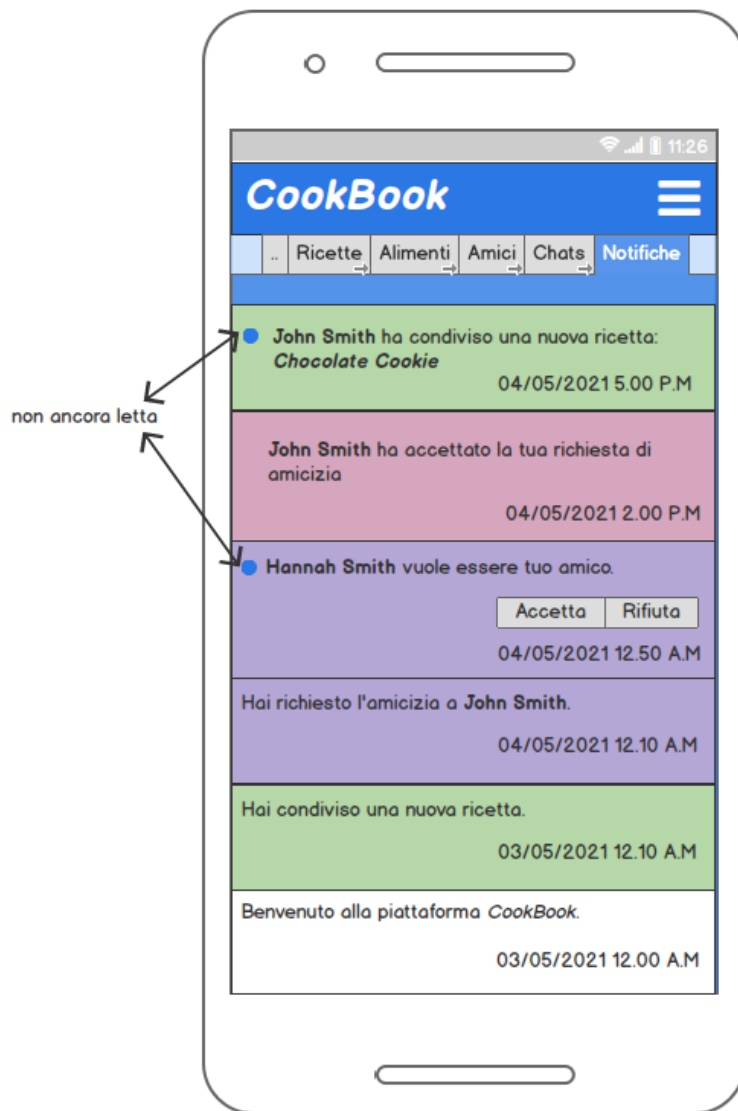 11:26
CookBook
.. Ricette Alimenti Amici Chats Notifiche
John Smith ha condiviso una nuova ricetta:
Chocolate Cookie
04/05/2021 5.00 P.M
non ancora letta
John Smith ha accettato la tua richiesta di
amicizia
04/05/2021 2.00 P.M
Hannah Smith vuole essere tuo amico.
Accetta Rifiuta
04/05/2021 12.50 A.M
Hai richiesto l'amicizia a John Smith.
04/05/2021 12.10 A.M
Hai condiviso una nuova ricetta.
03/05/2021 12.10 A.M
Benvenuto alla piattaforma CookBook.
03/05/2021 12.00 A.M